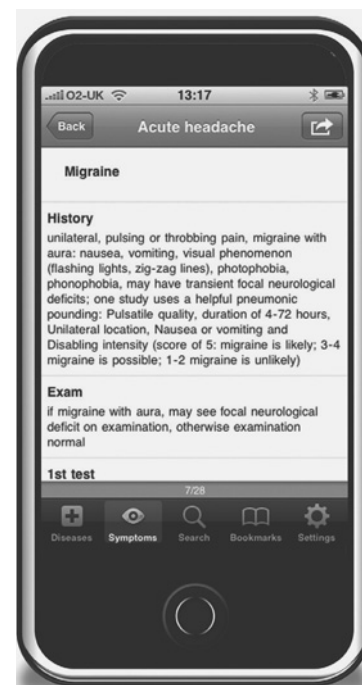 O2-UK 13:17
Back Acute headache
Migraine
History
unilateral, pulsing or throbbing pain, migraine with
aura: nausea, vomiting, visual phenomenon
(flashing lights, zig-zag lines), photophobia,
phonophobia, may have transient focal neurological
deficits; one study uses a helpful pneumonic
pounding: Pulsatile quality, duration of 4-72 hours,
Unilateral location, Nausea or vomiting and
Disabling intensity (score of 5: migraine is likely; 3-4
migraine is possible; 1-2 migraine is unlikely)
Exam
if migraine with aura, may see focal neurological
deficit on examination, otherwise examination
normal
1st test
7/28
Diseases Symptoms Search Bookmarks Settings